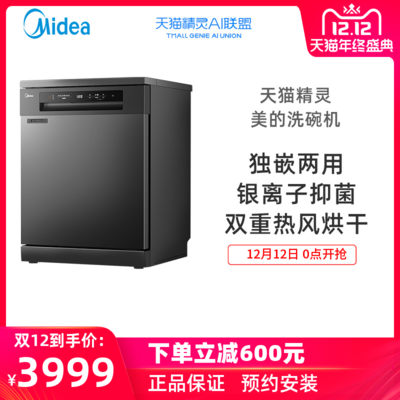 Midea
天猫精灵AI联盟
TMALL GENIE AI UNION
12.12
天猫年终盛典
天猫精灵
美的洗碗机
独嵌两用
银离子抑菌
双重热风烘干
12月12日 0点开抢
Midea
双12到手价
¥3999
下单立减600元
正品保证 预约安装